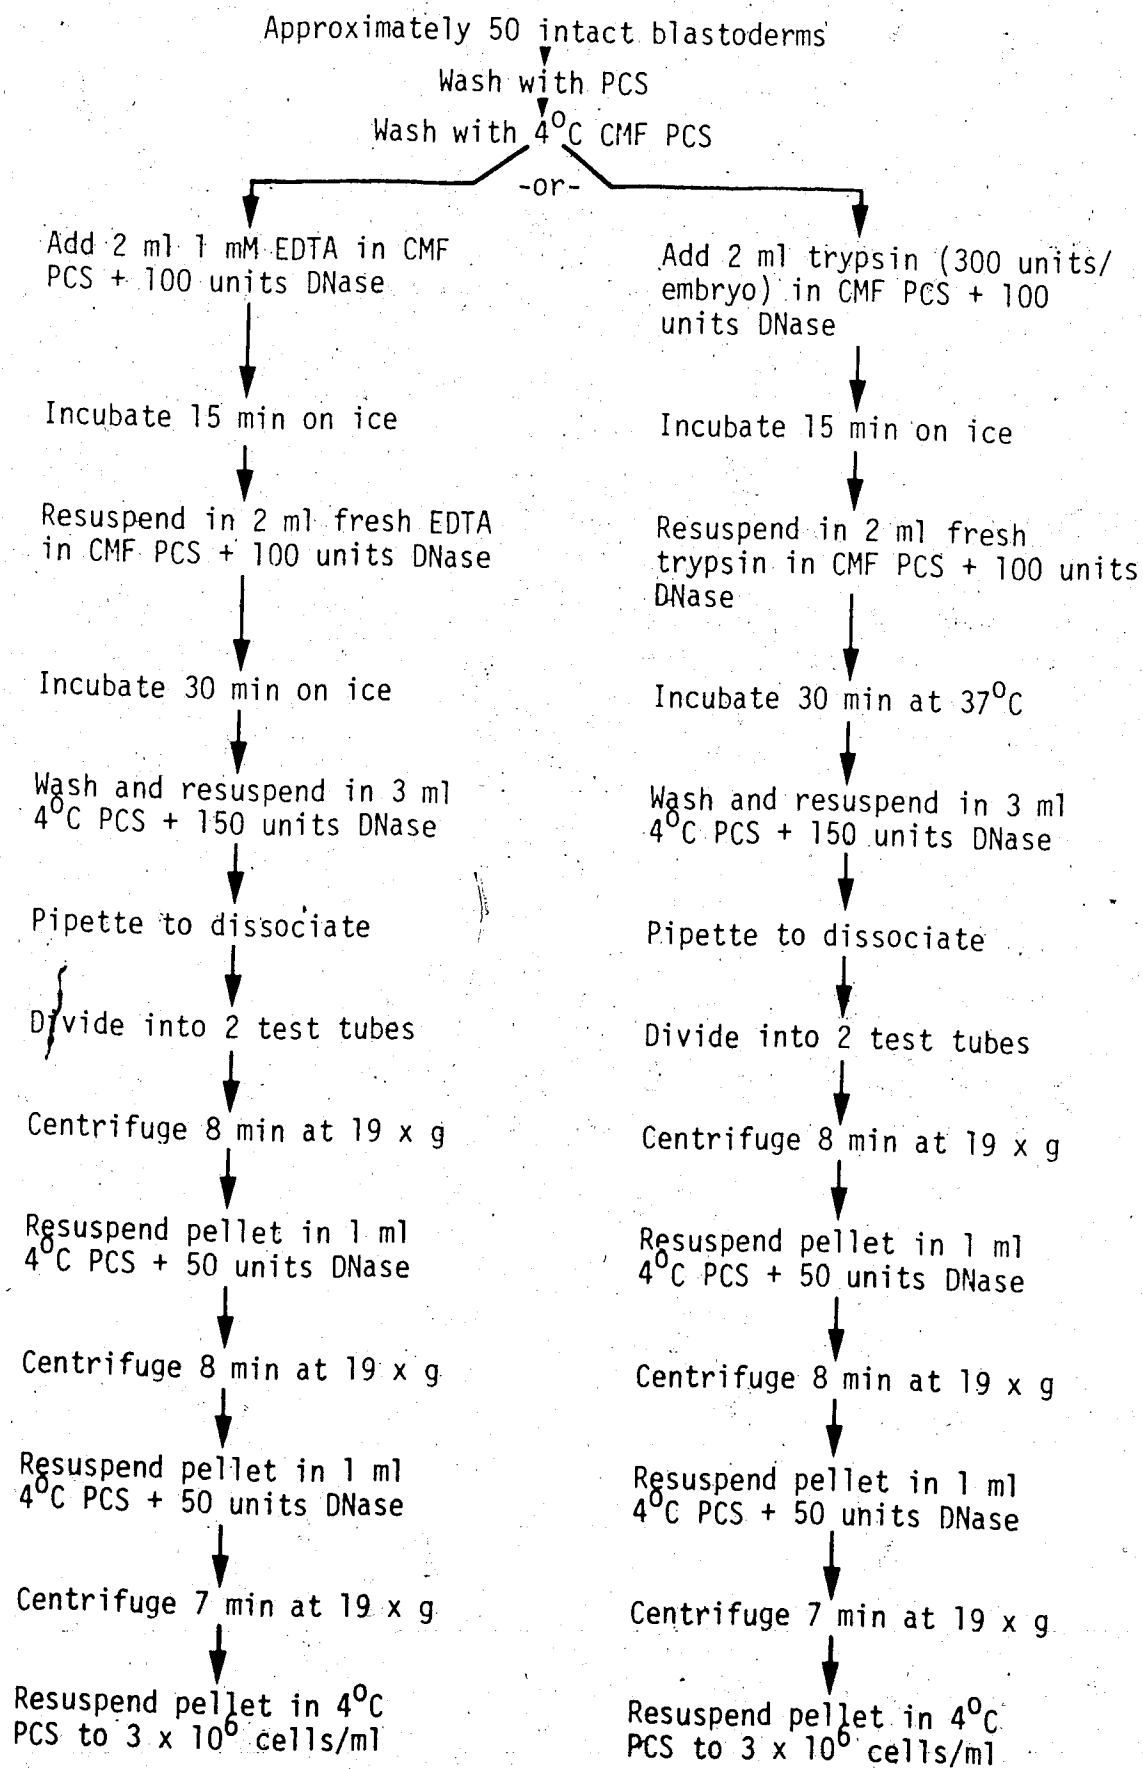 Approximately 50 intact blastoderms
Wash with PCS
Wash with 4°C CMF PCS
-or-
Add 2 ml 1 mM EDTA in CMF
PCS + 100 units DNase
Incubate 15 min on ice
Resuspend in 2 ml fresh EDTA
in CMF PCS + 100 units DNase
Incubate 30 min on ice
Wash and resuspend in 3 ml
4°C PCS + 150 units DNase
Pipette to dissociate
Divide into 2 test tubes
Centrifuge 8 min at 19 x g
Resuspend pellet in 1 ml
4°C PCS + 50 units DNase
Centrifuge 8 min at 19 x g
Resuspend pellet in 1 ml
4°C PCS + 50 units DNase
Centrifuge 7 min at 19 x g
Resuspend pellet in 4°C
PCS to 3 x 10⁶ cells/ml
Add 2 ml trypsin (300 units/
embryo) in CMF PCS + 100
units DNase
Incubate 15 min on ice
Resuspend in 2 ml fresh
trypsin in CMF PCS + 100 units
DNase
Incubate 30 min at 37°C
Wash and resuspend in 3 ml
4°C PCS + 150 units DNase
Pipette to dissociate
Divide into 2 test tubes
Centrifuge 8 min at 19 x g
Resuspend pellet in 1 ml
4°C PCS + 50 units DNase
Centrifuge 8 min at 19 x g
Resuspend pellet in 1 ml
4°C PCS + 50 units DNase
Centrifuge 7 min at 19 x g
Resuspend pellet in 4°C
PCS to 3 x 10⁶ cells/ml